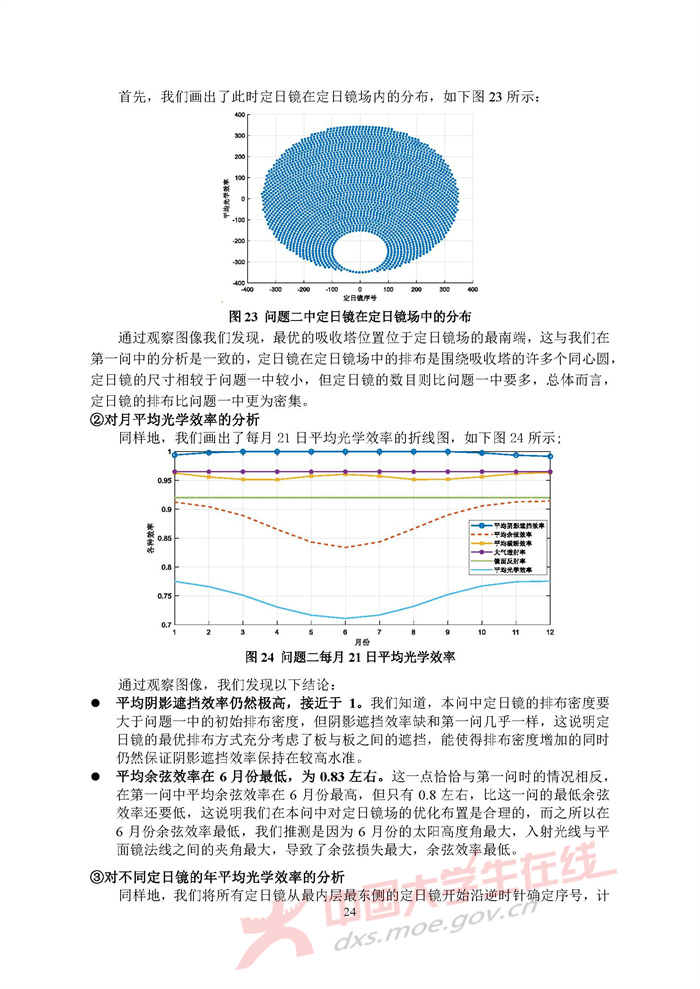 首先，我们画出了此时定日镜在定日镜场内的分布，如下图 23 所示：
400
300
200
100
0
-100
-200
-300
-400
平均光学效率
-400 -300 -200 -100 0 100 200 300 400
定日镜序号
图 23 问题二中定日镜在定日镜场中的分布
通过观察图像我们发现，最优的吸收塔位置位于定日镜场的最南端，这与我们在
第一问中的分析是一致的，定日镜在定日镜场中的排布是围绕吸收塔的许多个同心圆，
定日镜的尺寸相较于问题一中较小，但定日镜的数目则比问题一中要多，总体而言，
定日镜的排布比问题一中更为密集。
②对月平均光学效率的分析
同样地，我们画出了每月 21 日平均光学效率的折线图，如下图 24 所示；
1
0.95
0.9
0.85
0.8
0.75
0.7
各种效率
平均阴影遮挡效率
平均余弦效率
平均截断效率
大气透射率
镜面反射率
平均光学效率
1 2 3 4 5 6 7 8 9 10 11 12
月份
图 24 问题二每月 21 日平均光学效率
通过观察图像，我们发现以下结论：
● 平均阴影遮挡效率仍然极高，接近于 1。我们知道，本问中定日镜的排布密度要
大于问题一中的初始排布密度，但阴影遮挡效率缺和第一问几乎一样，这说明定
日镜的最优排布方式充分考虑了板与板之间的遮挡，能使得排布密度增加的同时
仍然保证阴影遮挡效率保持在较高水准。
● 平均余弦效率在 6 月份最低，为 0.83 左右。这一点恰恰与第一问时的情况相反，
在第一问中平均余弦效率在 6 月份最高，但只有 0.8 左右，比这一问的最低余弦
效率还要低，这说明我们在本问中对定日镜场的优化布置是合理的，而之所以在
6 月份余弦效率最低，我们推测是因为 6 月份的太阳高度角最大，入射光线与平
面镜法线之间的夹角最大，导致了余弦损失最大，余弦效率最低。
③对不同定日镜的年平均光学效率的分析
同样地，我们将所有定日镜从最内层最东侧的定日镜开始沿逆时针确定序号，计
24
中国大学生在线
dxs.moe.gov.cn